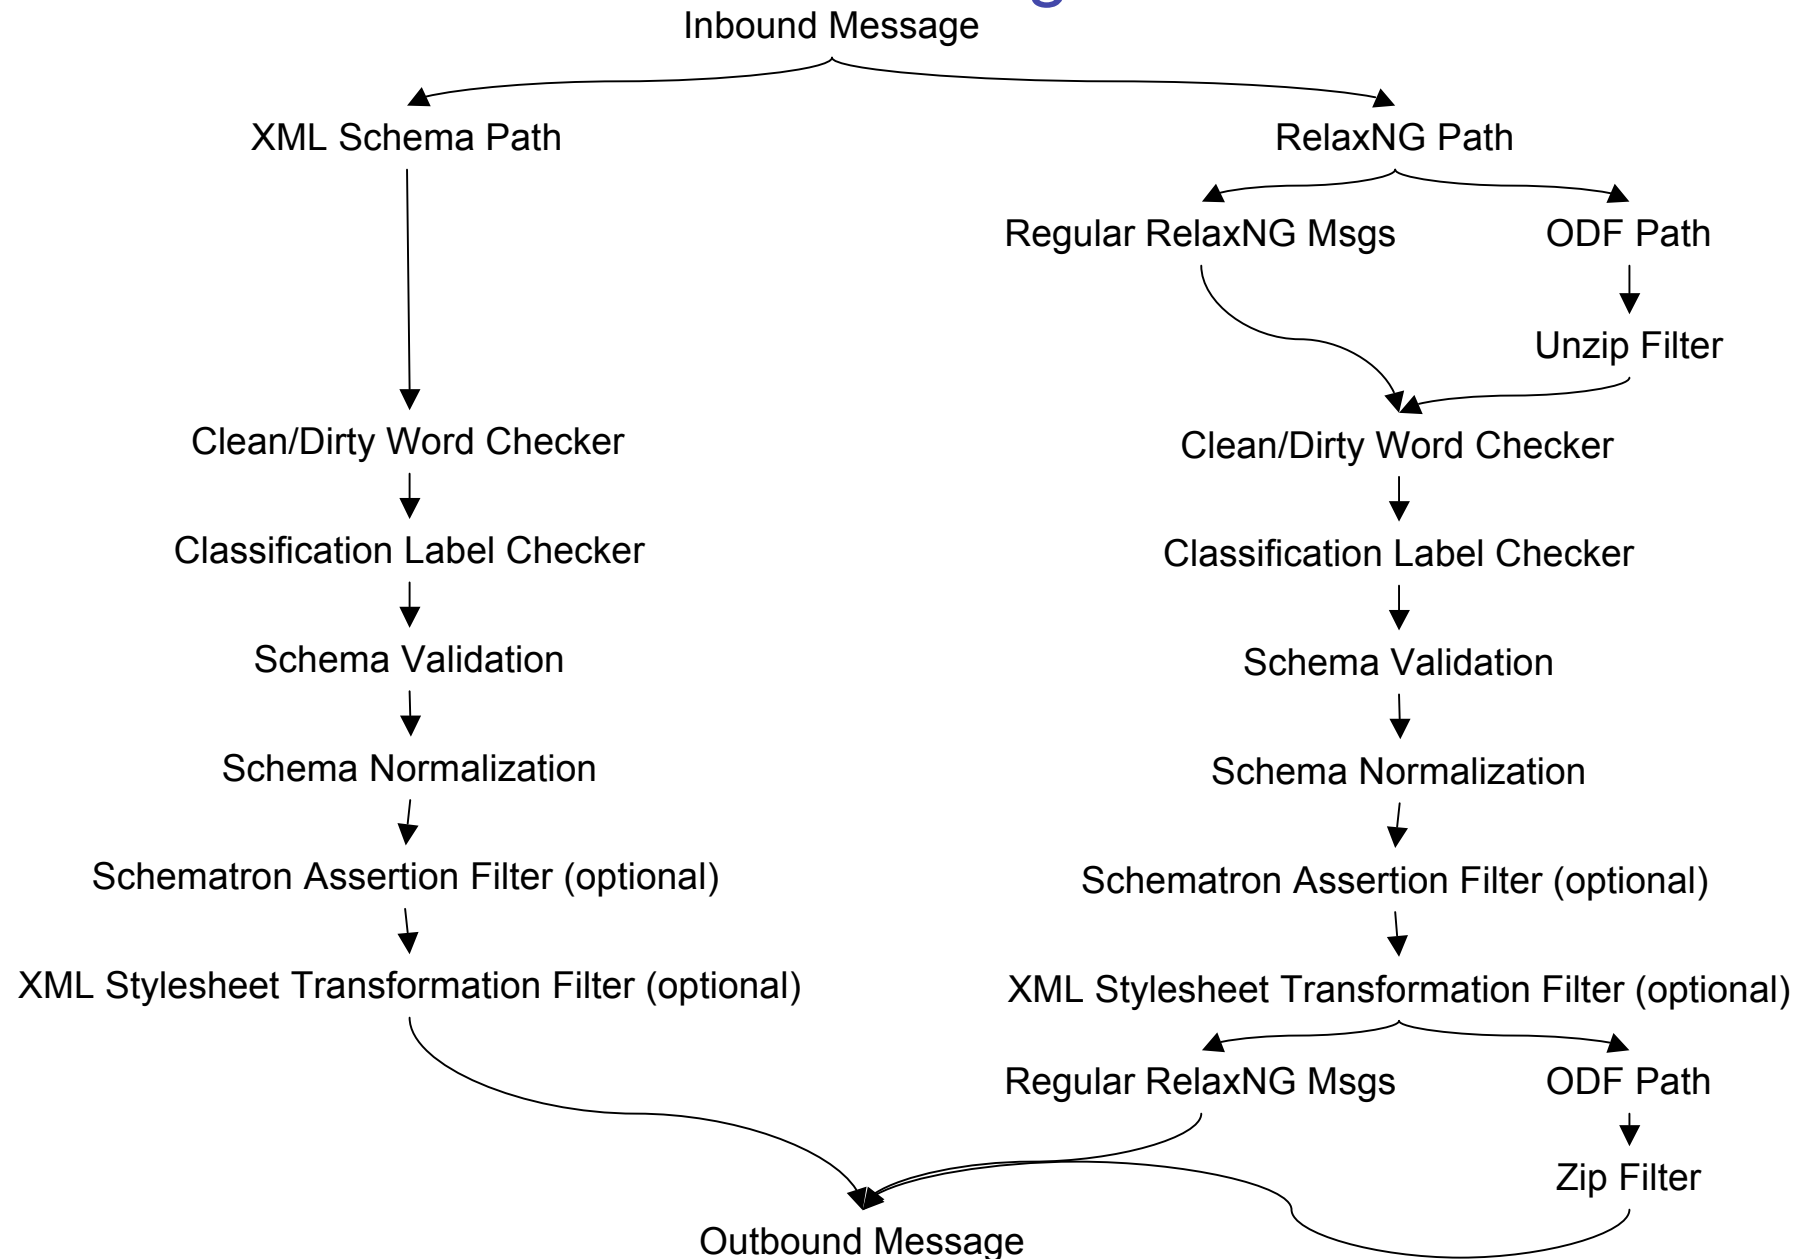 Inbound Message
XML Schema Path
RelaxNG Path
Regular RelaxNG Msgs
ODF Path
Unzip Filter
Clean/Dirty Word Checker
Clean/Dirty Word Checker
Classification Label Checker
Classification Label Checker
Schema Validation
Schema Validation
Schema Normalization
Schema Normalization
Schematron Assertion Filter (optional)
Schematron Assertion Filter (optional)
XML Stylesheet Transformation Filter (optional)
XML Stylesheet Transformation Filter (optional)
Regular RelaxNG Msgs
ODF Path
Zip Filter
Outbound Message